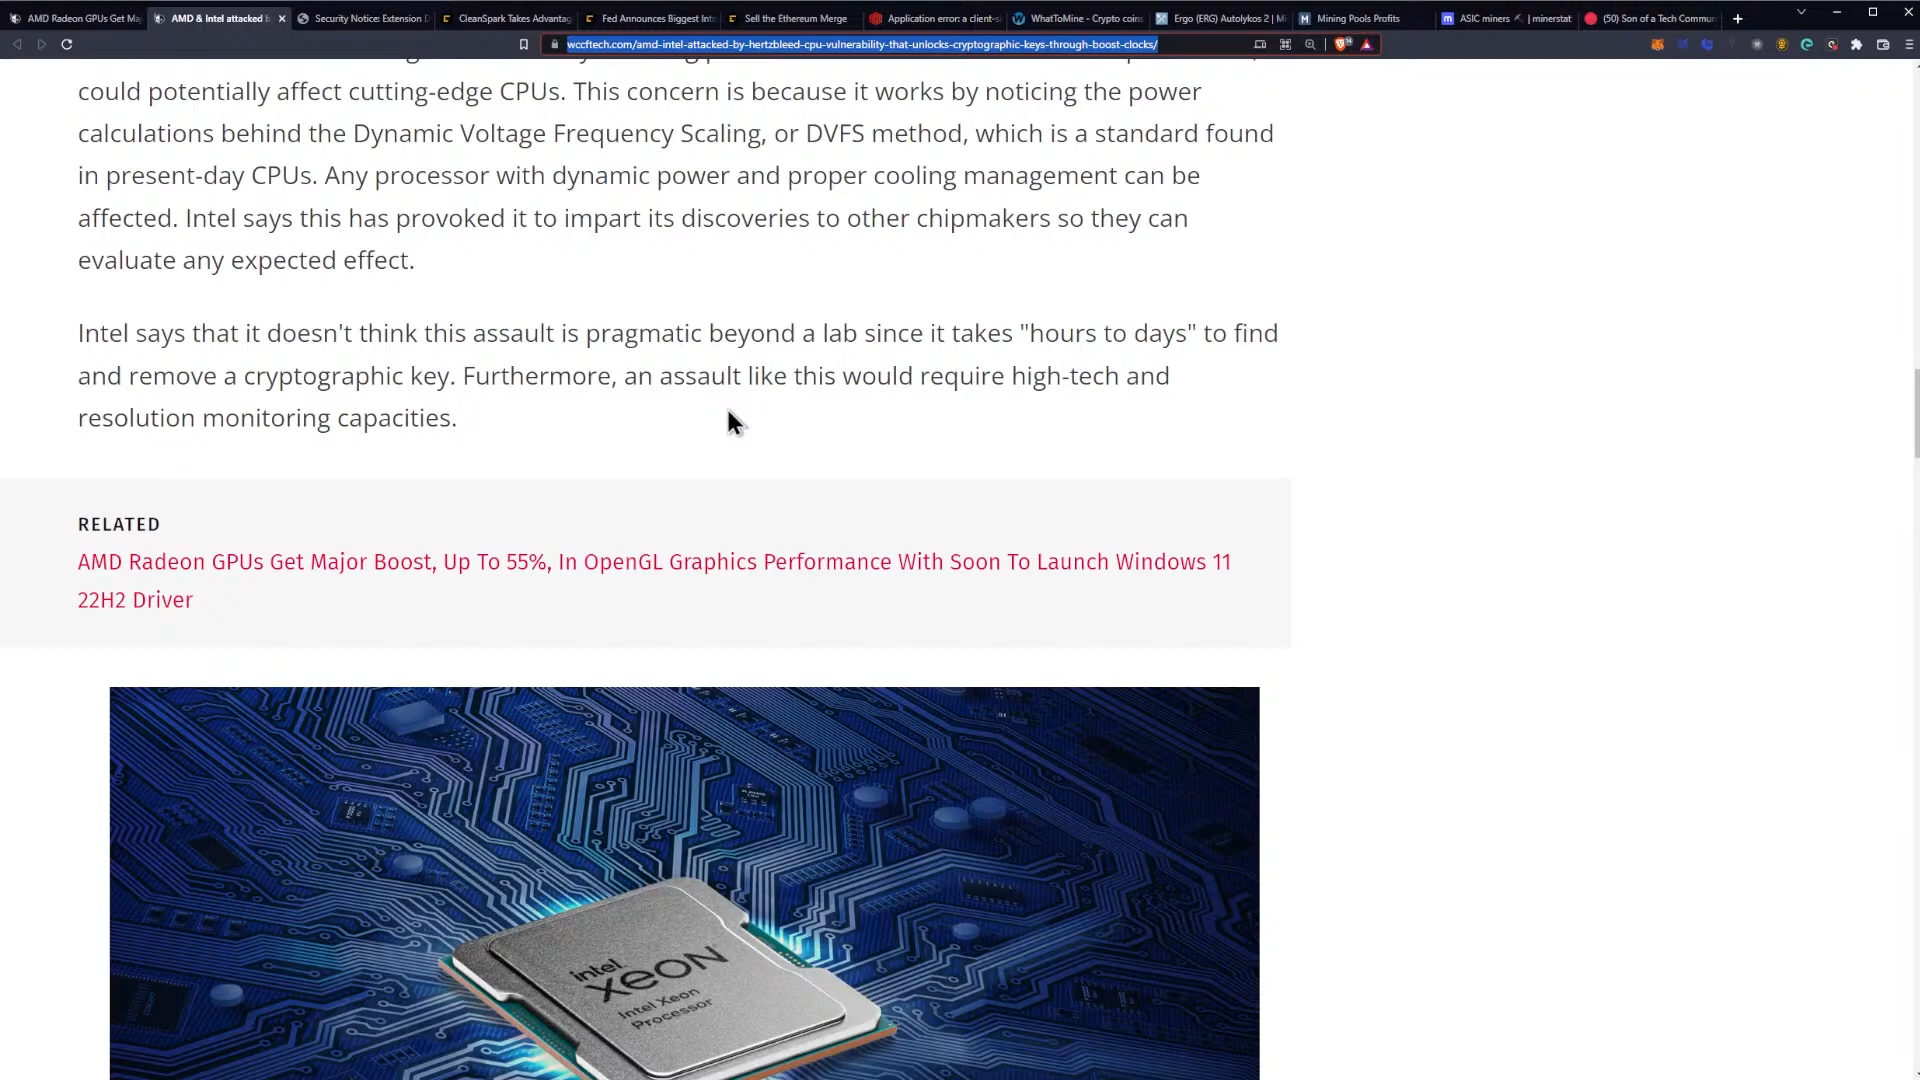 AMD Radeon GPUs Get Maj
AMD & Intel attacked b
Security Notice: Extension D
CleanSpark Takes Advantag
Fed Announces Biggest Inte
Sell the Ethereum Merge
Application error: a client-si
WhatToMine - Crypto coins
Ergo (ERG) Autolykos 2 | Mi
Mining Pools Profits
ASIC miners ⛏ | minerstat
(50) Son of a Tech Commun
wccftech.com/amd-intel-attacked-by-hertzbleed-cpu-vulnerability-that-unlocks-cryptographic-keys-through-boost-clocks/
could potentially affect cutting-edge CPUs. This concern is because it works by noticing the power
calculations behind the Dynamic Voltage Frequency Scaling, or DVFS method, which is a standard found
in present-day CPUs. Any processor with dynamic power and proper cooling management can be
affected. Intel says this has provoked it to impart its discoveries to other chipmakers so they can
evaluate any expected effect.
Intel says that it doesn't think this assault is pragmatic beyond a lab since it takes "hours to days" to find
and remove a cryptographic key. Furthermore, an assault like this would require high-tech and
resolution monitoring capacities.
RELATED
AMD Radeon GPUs Get Major Boost, Up To 55%, In OpenGL Graphics Performance With Soon To Launch Windows 11
22H2 Driver
intel
XEON
Intel Xeon
Processor